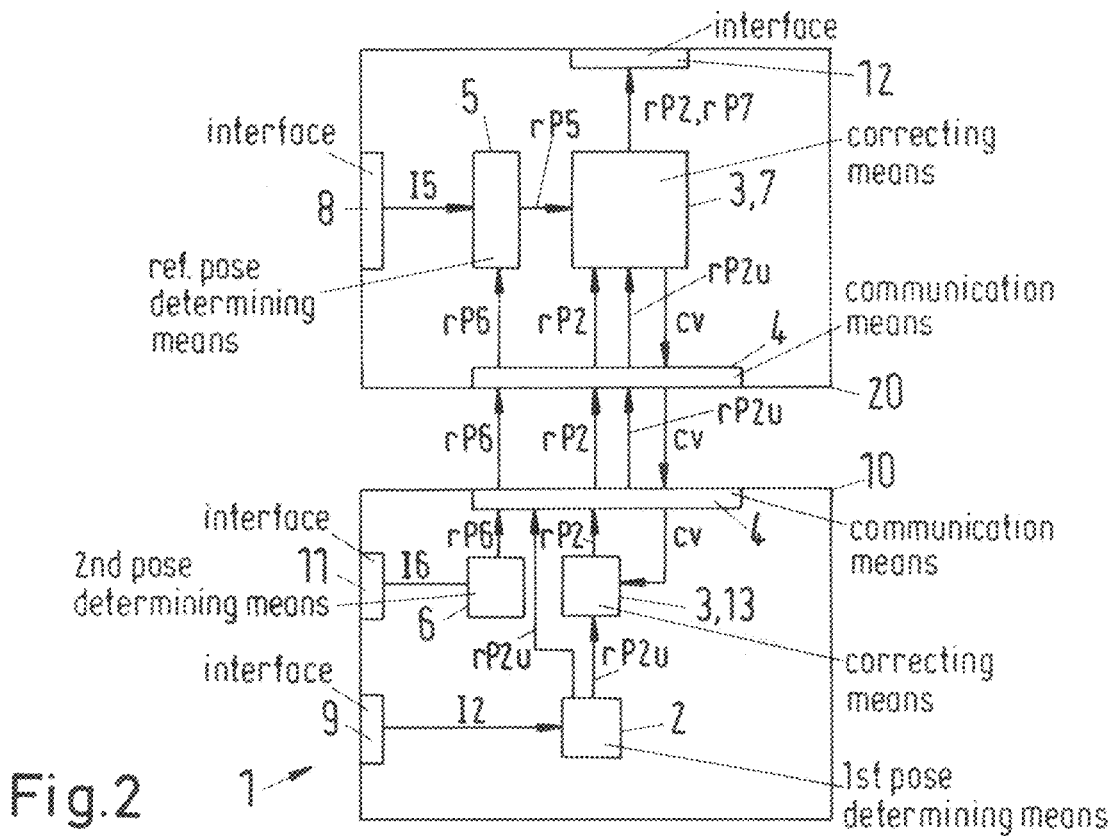 interface
12
5
rP2,rP7
interface
rP5
correcting
means
I5
8
3,7
ref. pose
determining
means
rP2u
communication
means
rP6
rP2
cv
4
20
rP2u
rP6
rP2
cv
10
interface
rP6
rP2
cv
4
communication
means
11
I6
2nd pose
determining means
6
3,13
rP2u
rP2u
interface
correcting
means
I2
9
2
1
1st pose
determining means
Fig.2